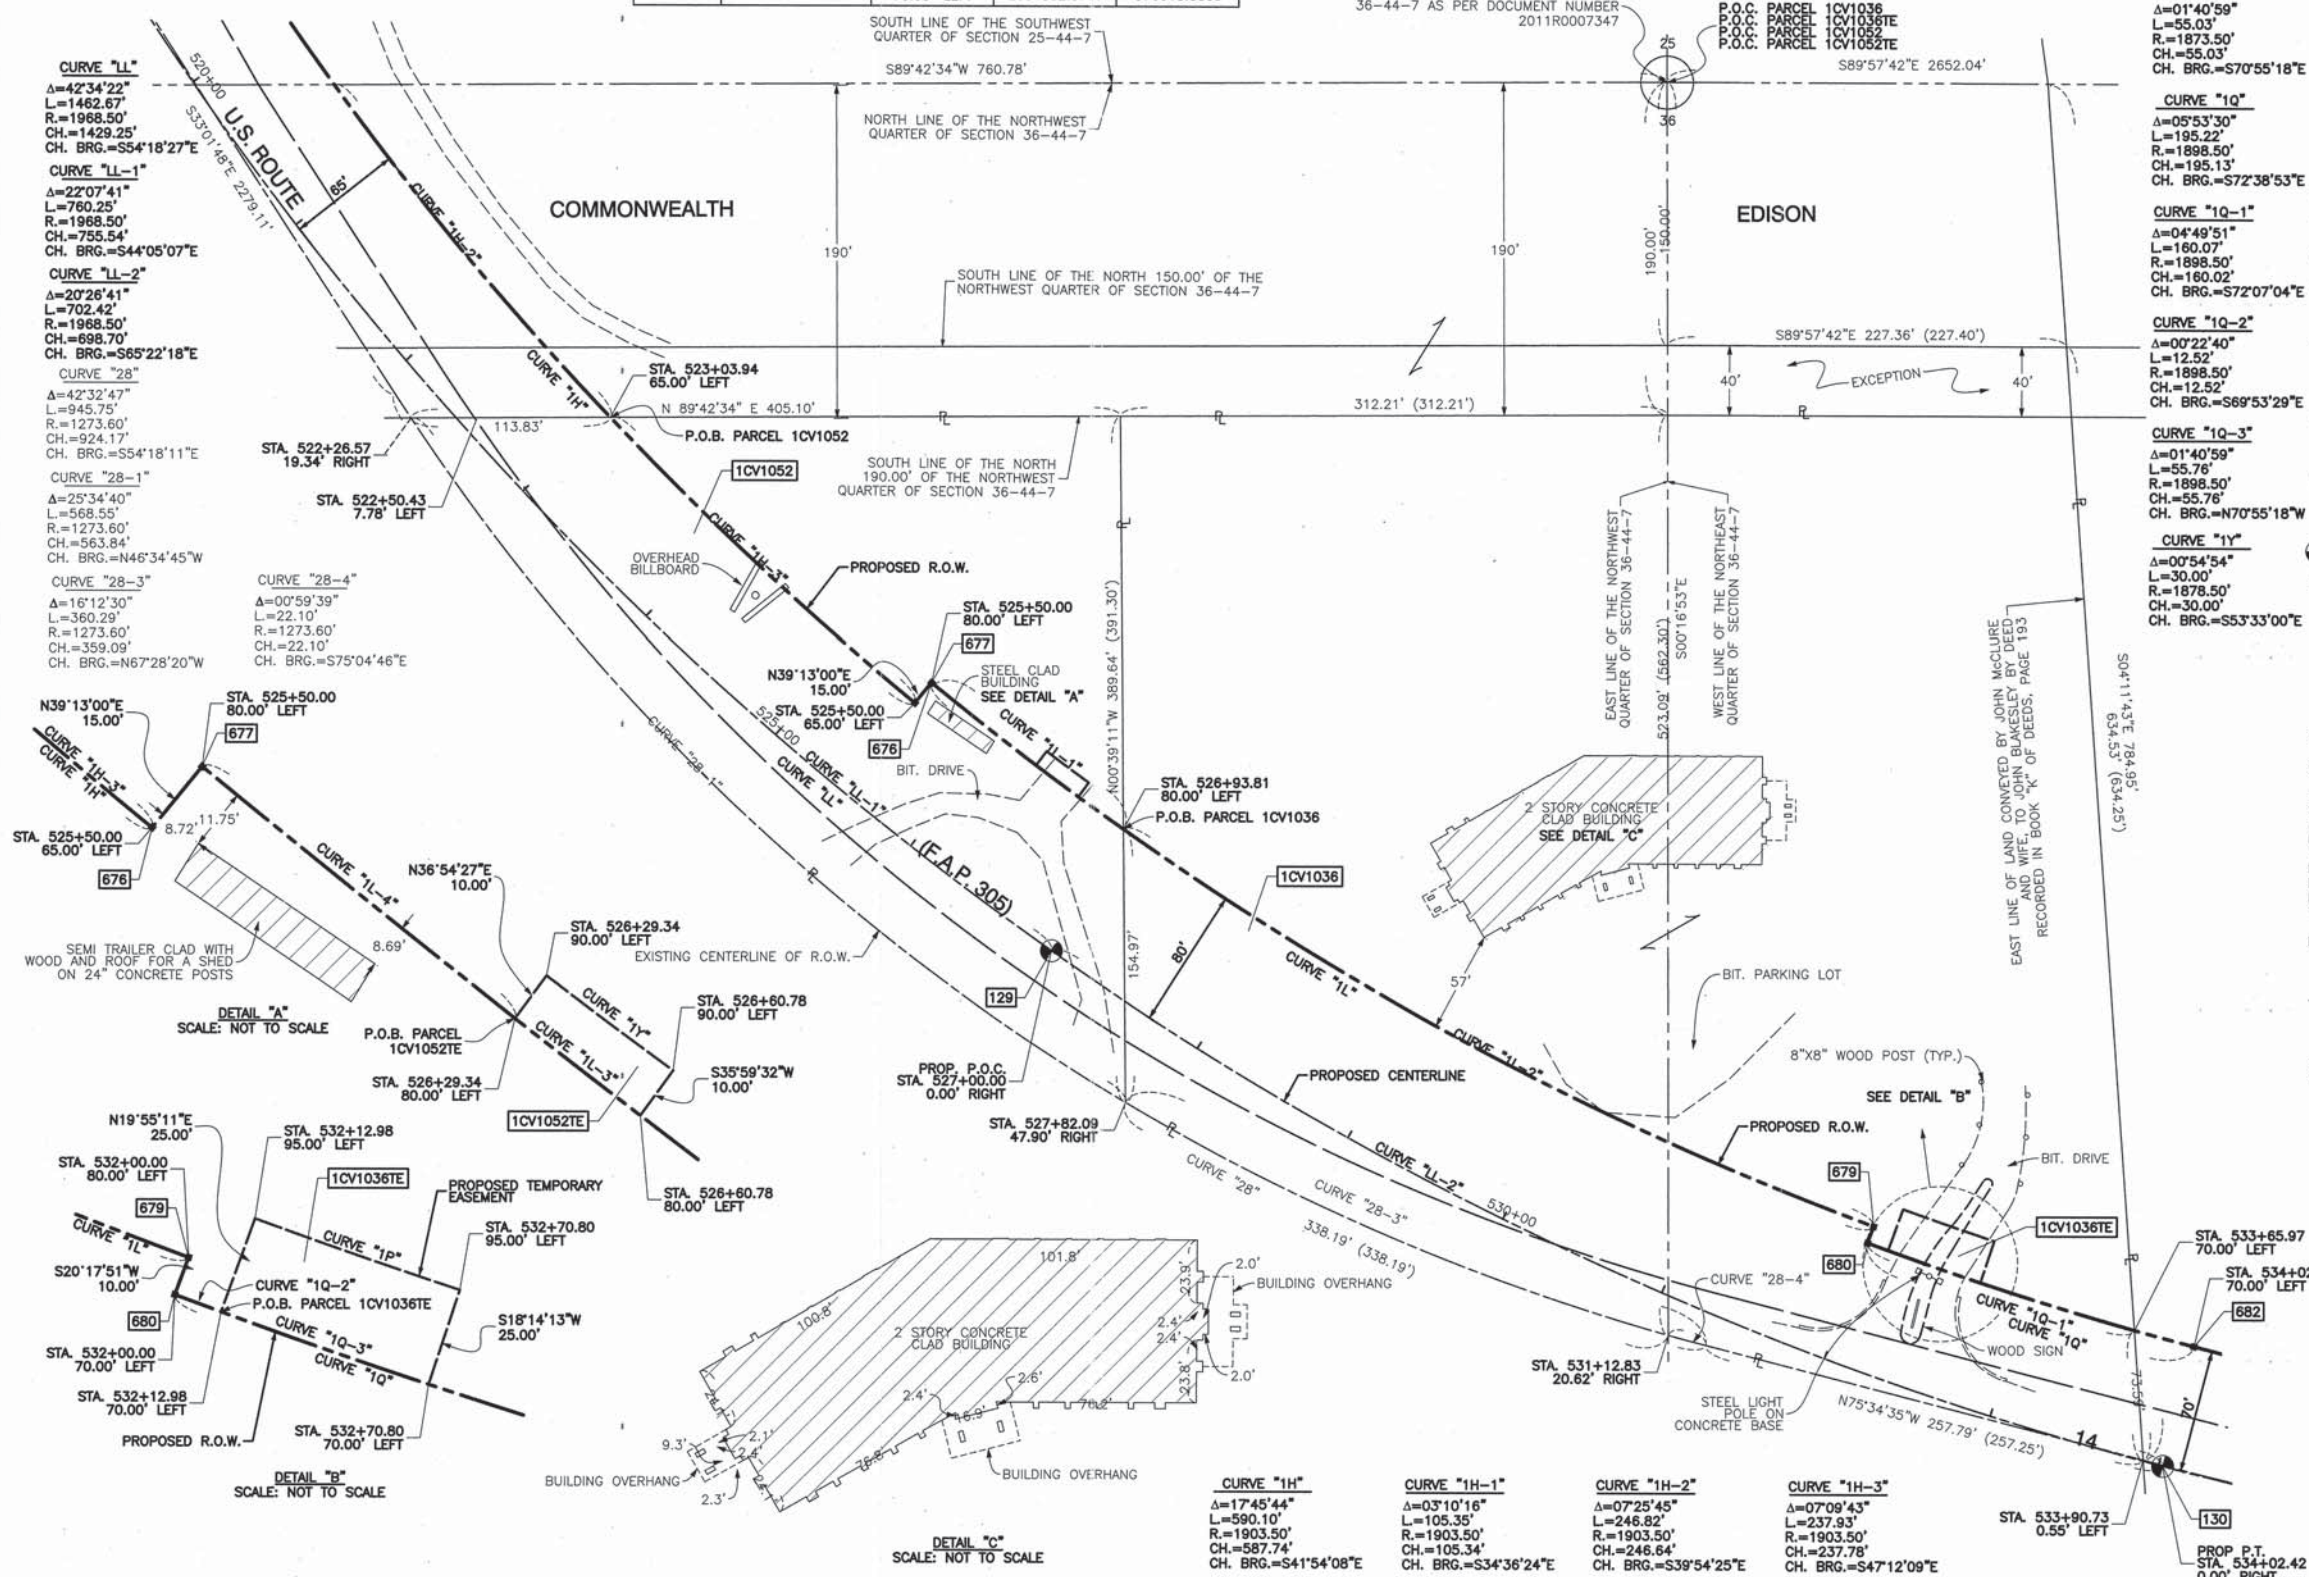 SOUTH LINE OF THE SOUTHWEST
QUARTER OF SECTION 25-44-7
36-44-7 AS PER DOCUMENT NUMBER
2011R0007347
P.O.C. PARCEL 1CV1036
P.O.C. PARCEL 1CV1036TE
P.O.C. PARCEL 1CV1052
P.O.C. PARCEL 1CV1052TE
25
36
S89°42'34"W 760.78'
S89°57'42"E 2652.04'
NORTH LINE OF THE NORTHWEST
QUARTER OF SECTION 36-44-7
CURVE "LL"
Δ=42°34'22"
L=1462.67'
R.=1968.50'
CH.=1429.25'
CH. BRG.=S54°18'27"E
CURVE "LL-1"
Δ=22°07'41"
L=760.25'
R.=1968.50'
CH.=755.54'
CH. BRG.=S44°05'07"E
CURVE "LL-2"
Δ=20°26'41"
L=702.42'
R.=1968.50'
CH.=698.70'
CH. BRG.=S65°22'18"E
CURVE "28"
Δ=42°32'47"
L=945.75'
R.=1273.60'
CH.=924.17'
CH. BRG.=S54°18'11"E
CURVE "28-1"
Δ=25°34'40"
L=568.55'
R.=1273.60'
CH.=563.84'
CH. BRG.=N46°34'45"W
CURVE "28-3"
Δ=16°12'30"
L=360.29'
R.=1273.60'
CH.=359.09'
CH. BRG.=N67°28'20"W
CURVE "28-4"
Δ=00°59'39"
L=22.10'
R.=1273.60'
CH.=22.10'
CH. BRG.=S75°04'46"E
Δ=01°40'59"
L=55.03'
R.=1873.50'
CH.=55.03'
CH. BRG.=S70°55'18"E
CURVE "1Q"
Δ=05°53'30"
L=195.22'
R.=1898.50'
CH.=195.13'
CH. BRG.=S72°38'53"E
CURVE "1Q-1"
Δ=04°49'51"
L=160.07'
R.=1898.50'
CH.=160.02'
CH. BRG.=S72°07'04"E
CURVE "1Q-2"
Δ=00°22'40"
L=12.52'
R.=1898.50'
CH.=12.52'
CH. BRG.=S69°53'29"E
CURVE "1Q-3"
Δ=01°40'59"
L=55.76'
R.=1898.50'
CH.=55.76'
CH. BRG.=N70°55'18"W
CURVE "1Y"
Δ=00°54'54"
L=30.00'
R.=1878.50'
CH.=30.00'
CH. BRG.=S53°33'00"E
520+00
U.S. ROUTE
S33°01'48"E 2279.11'
65'
CURVE "1H-2"
COMMONWEALTH
EDISON
190'
190'
190.00'
150.00'
SOUTH LINE OF THE NORTH 150.00' OF THE
NORTHWEST QUARTER OF SECTION 36-44-7
S89°57'42"E 227.36' (227.40')
40'
EXCEPTION
40'
CURVE "1H"
STA. 523+03.94
65.00' LEFT
N 89°42'34" E 405.10'
312.21' (312.21')
113.83'
P.O.B. PARCEL 1CV1052
STA. 522+26.57
19.34' RIGHT
1CV1052
STA. 522+50.43
7.78' LEFT
SOUTH LINE OF THE NORTH
190.00' OF THE NORTHWEST
QUARTER OF SECTION 36-44-7
CURVE "1H-3"
OVERHEAD
BILLBOARD
PROPOSED R.O.W.
EAST LINE OF THE NORTHWEST
QUARTER OF SECTION 36-44-7
WEST LINE OF THE NORTHEAST
QUARTER OF SECTION 36-44-7
523.09' (562.30')
S00°16'53"E
N00°39'11"W 389.64' (391.30')
EAST LINE OF LAND CONVEYED BY JOHN McCLURE
AND WIFE, TO JOHN BLAKESLEY BY DEED
RECORDED IN BOOK "K" OF DEEDS, PAGE 193
S04°11'43"E 784.95'
634.53' (634.25')
STA. 525+50.00
80.00' LEFT
677
N39°13'00"E
15.00'
STEEL CLAD
BUILDING
SEE DETAIL "A"
STA. 525+50.00
65.00' LEFT
676
525+00
CURVE "LL-1"
CURVE "LL"
CURVE "28-1"
CURVE "1L-1"
BIT. DRIVE
STA. 526+93.81
80.00' LEFT
P.O.B. PARCEL 1CV1036
(F.A.P. 305)
1CV1036
2 STORY CONCRETE
CLAD BUILDING
SEE DETAIL "C"
EXISTING CENTERLINE OF R.O.W.
129
154.97'
80'
CURVE "1L"
57'
BIT. PARKING LOT
PROP. P.O.C.
STA. 527+00.00
0.00' RIGHT
STA. 527+82.09
47.90' RIGHT
PROPOSED CENTERLINE
CURVE "1L-2"
8"X8" WOOD POST (TYP.)
SEE DETAIL "B"
PROPOSED R.O.W.
CURVE "28"
CURVE "28-3"
CURVE "LL-2"
338.19' (338.19')
530+00
679
BIT. DRIVE
1CV1036TE
680
CURVE "28-4"
STA. 533+65.97
70.00' LEFT
70.00' LEFT
682
CURVE "1Q-1"
CURVE "1Q"
WOOD SIGN
STA. 531+12.83
20.62' RIGHT
STEEL LIGHT
POLE ON
CONCRETE BASE
N75°34'35"W 257.79' (257.25')
14
70'
STA. 533+90.73
0.55' LEFT
130
PROP P.T.
STA. 534+02.42
0.00' RIGHT
N39°13'00"E
15.00'
STA. 525+50.00
80.00' LEFT
677
CURVE "1H-3"
CURVE "1H"
8.72'
11.75'
STA. 525+50.00
65.00' LEFT
676
CURVE "1L-4"
N36°54'27"E
10.00'
8.69'
STA. 526+29.34
90.00' LEFT
SEMI TRAILER CLAD WITH
WOOD AND ROOF FOR A SHED
ON 24" CONCRETE POSTS
CURVE "1Y"
STA. 526+60.78
90.00' LEFT
P.O.B. PARCEL
1CV1052TE
CURVE "1L-3"
STA. 526+29.34
80.00' LEFT
S35°59'32"W
10.00'
1CV1052TE
STA. 526+60.78
80.00' LEFT
DETAIL "A"
SCALE: NOT TO SCALE
N19°55'11"E
25.00'
STA. 532+12.98
95.00' LEFT
STA. 532+00.00
80.00' LEFT
1CV1036TE
PROPOSED TEMPORARY
EASEMENT
679
CURVE "1L"
CURVE "1P"
STA. 532+70.80
95.00' LEFT
S20°17'51"W
10.00'
CURVE "1Q-2"
P.O.B. PARCEL 1CV1036TE
680
CURVE "1Q-3"
CURVE "1Q"
S18°14'13"W
25.00'
STA. 532+00.00
70.00' LEFT
STA. 532+12.98
70.00' LEFT
PROPOSED R.O.W.
STA. 532+70.80
70.00' LEFT
DETAIL "B"
SCALE: NOT TO SCALE
101.8'
100.8'
2 STORY CONCRETE
CLAD BUILDING
23.9'
2.0'
BUILDING OVERHANG
2.4'
2.4'
23.8'
2.0'
2.6'
2.4'
16.9'
76.2'
9.3'
2.1'
2.4'
76.8'
2.3'
BUILDING OVERHANG
BUILDING OVERHANG
DETAIL "C"
SCALE: NOT TO SCALE
CURVE "1H"
Δ=17°45'44"
L=590.10'
R.=1903.50'
CH.=587.74'
CH. BRG.=S41°54'08"E
CURVE "1H-1"
Δ=03°10'16"
L=105.35'
R.=1903.50'
CH.=105.34'
CH. BRG.=S34°36'24"E
CURVE "1H-2"
Δ=07°25'45"
L=246.82'
R.=1903.50'
CH.=246.64'
CH. BRG.=S39°54'25"E
CURVE "1H-3"
Δ=07°09'43"
L=237.93'
R.=1903.50'
CH.=237.78'
CH. BRG.=S47°12'09"E